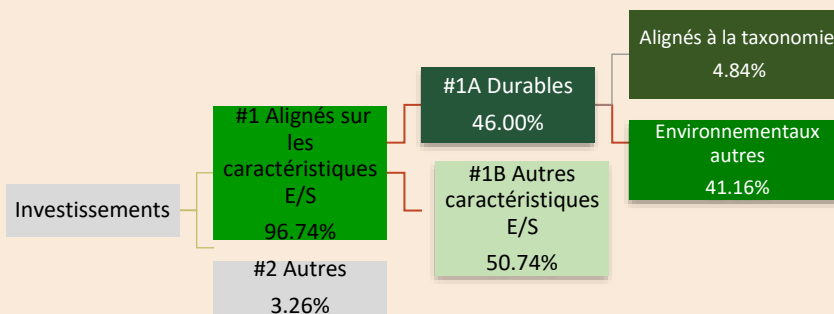 Investissements
#1 Alignés sur
les
caractéristiques
E/S
96.74%
#2 Autres
3.26%
#1A Durables
46.00%
#1B Autres
caractéristiques
E/S
50.74%
Alignés à la taxonomie
4.84%
Environnementaux
autres
41.16%